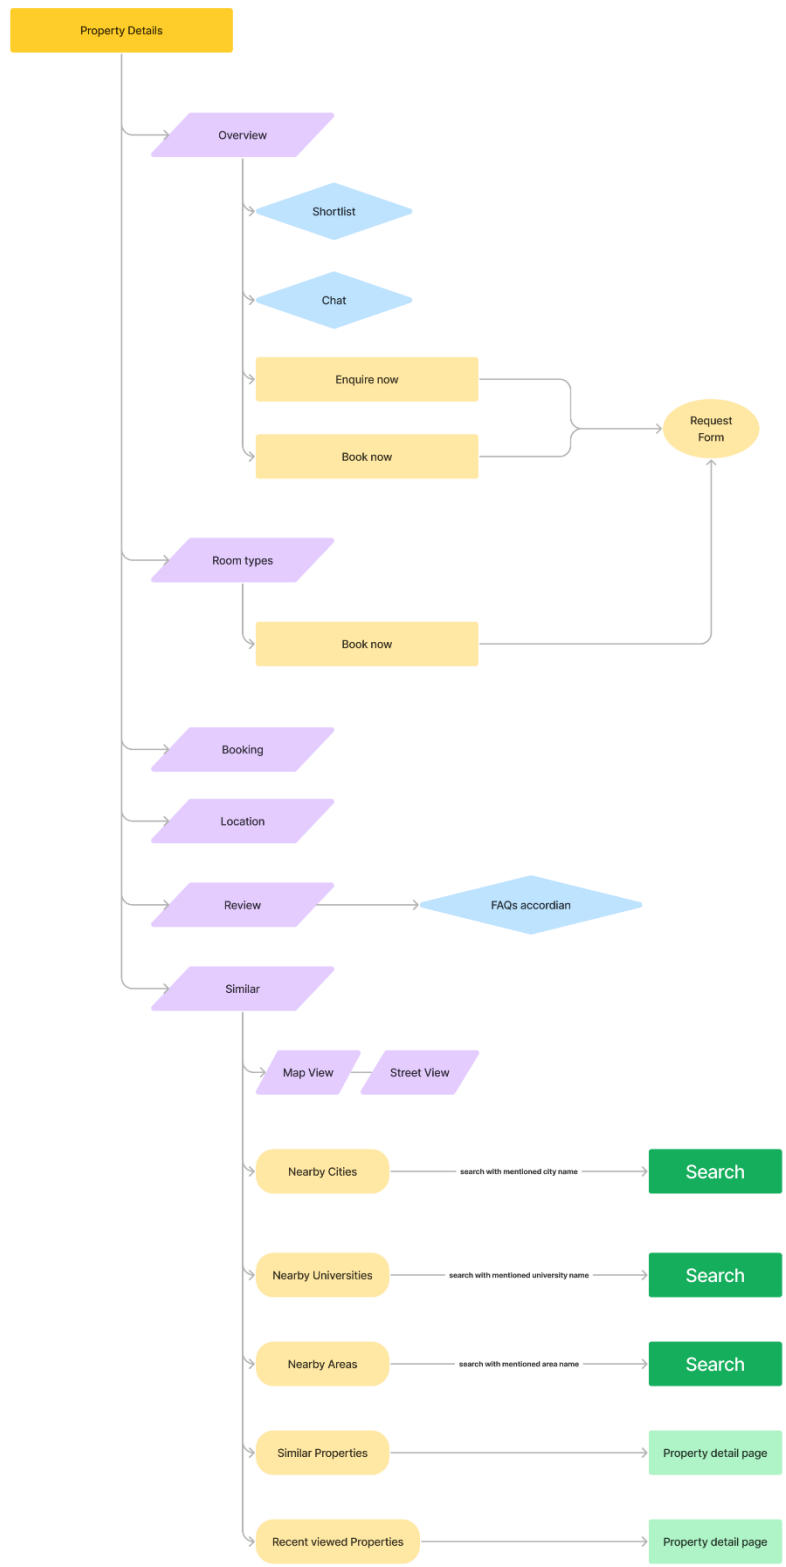 Property Details
Overview
Shortlist
Chat
Enquire now
Request
Form
Book now
Room types
Book now
Booking
Location
Review
FAQs accordian
Similar
Map View
Street View
Nearby Cities
search with mentioned city name
Search
Nearby Universities
search with mentioned university name
Search
Nearby Areas
search with mentioned area name
Search
Similar Properties
Property detail page
Recent viewed Properties
Property detail page